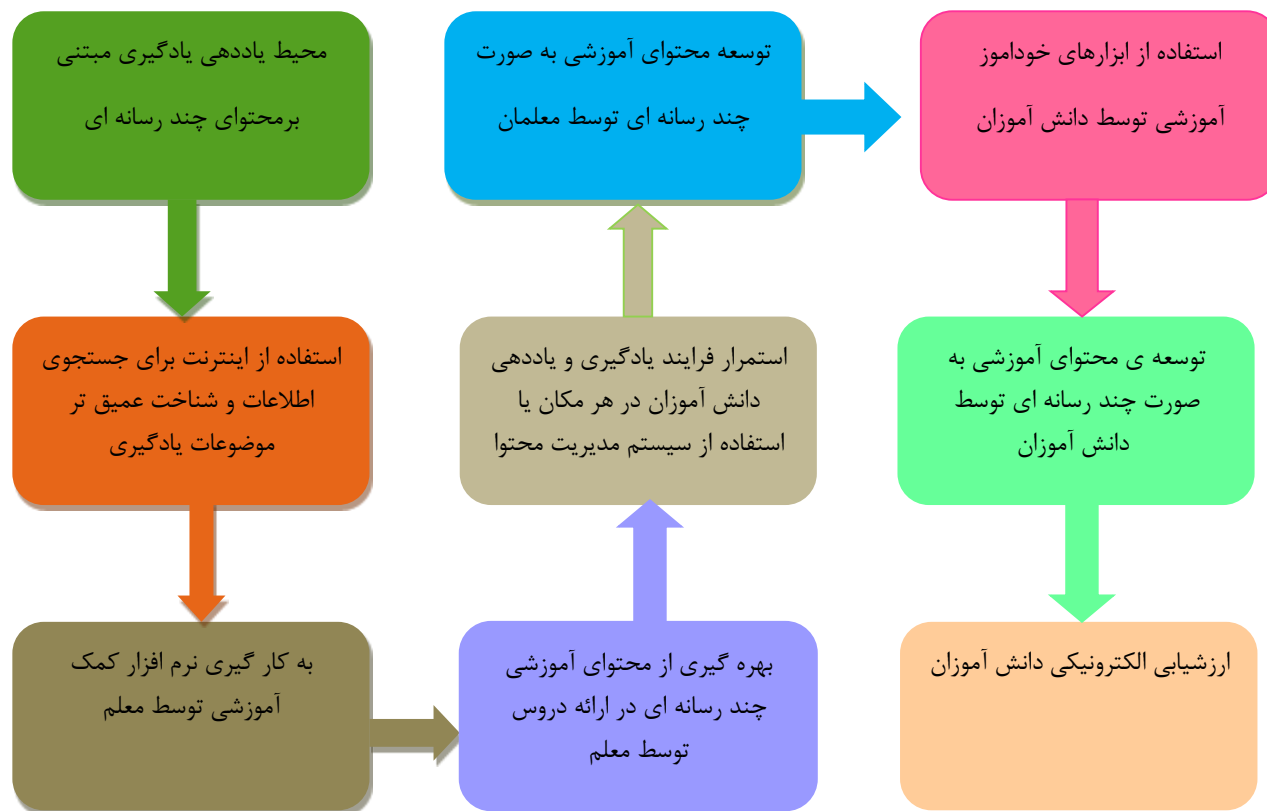 محیط یاددهی یادگیری مبتنی
برمحتوای چند رسانه ای
استفاده از اینترنت برای جستجوی
اطلاعات و شناخت عمیق تر
موضوعات یادگیری
به کار گیری نرم افزار کمک
آموزشی توسط معلم
بهره گیری از محتوای آموزشی
چند رسانه ای در ارائه دروس
توسط معلم
استمرار فرایند یادگیری و یاددهی
دانش آموزان در هر مکان یا
استفاده از سیستم مدیریت محتوا
توسعه محتوای آموزشی به صورت
چند رسانه ای توسط معلمان
استفاده از ابزارهای خوداموز
آموزشی توسط دانش آموزان
توسعه ی محتوای آموزشی به
صورت چند رسانه ای توسط
دانش آموزان
ارزشیابی الکترونیکی دانش آموزان